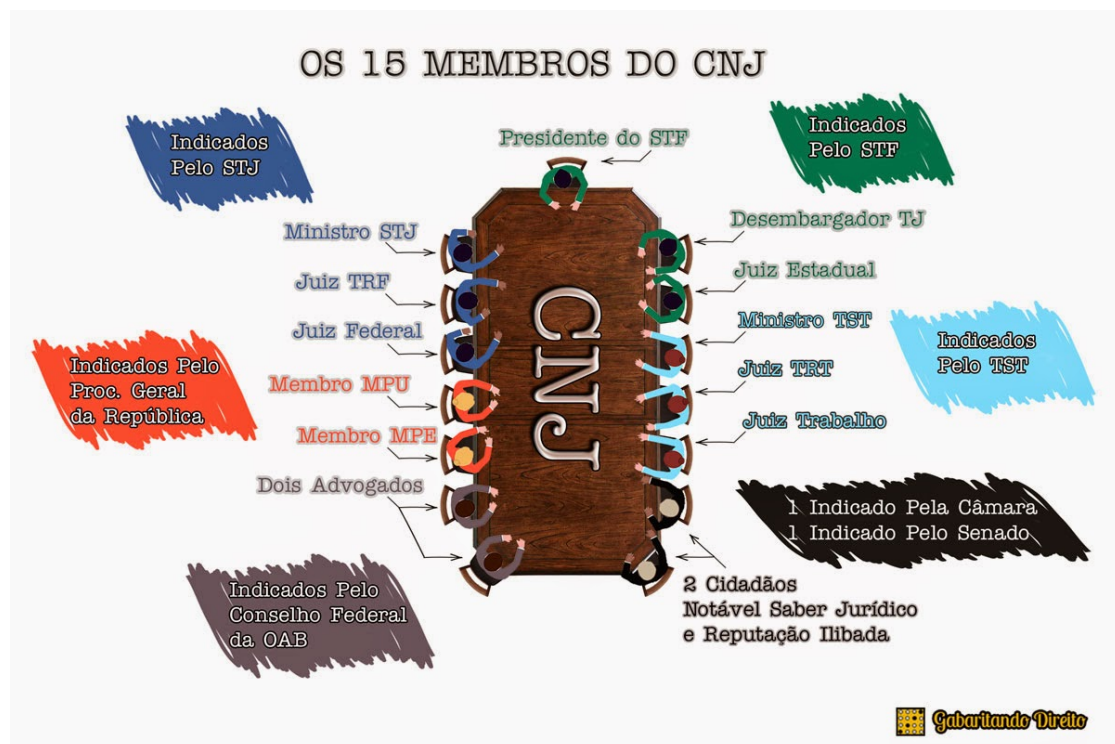 OS 15 MEMBROS DO CNJ
Indicados
Pelo STJ
Presidente do STF
Indicados
Pelo STF
Ministro STJ
Juiz TRF
Juiz Federal
Membro MPU
Membro MPE
Dois Advogados
Desembargador TJ
Juiz Estadual
Ministro TST
Juiz TRT
Juiz Trabalho
CNJ
Indicados Pelo
Proc. Geral
da República
Indicados
Pelo TST
1 Indicado Pela Câmara
1 Indicado Pelo Senado
Indicados Pelo
Conselho Federal
da OAB
2 Cidadãos
Notável Saber Jurídico
e Reputação Ilibada
Gabaritando Direito